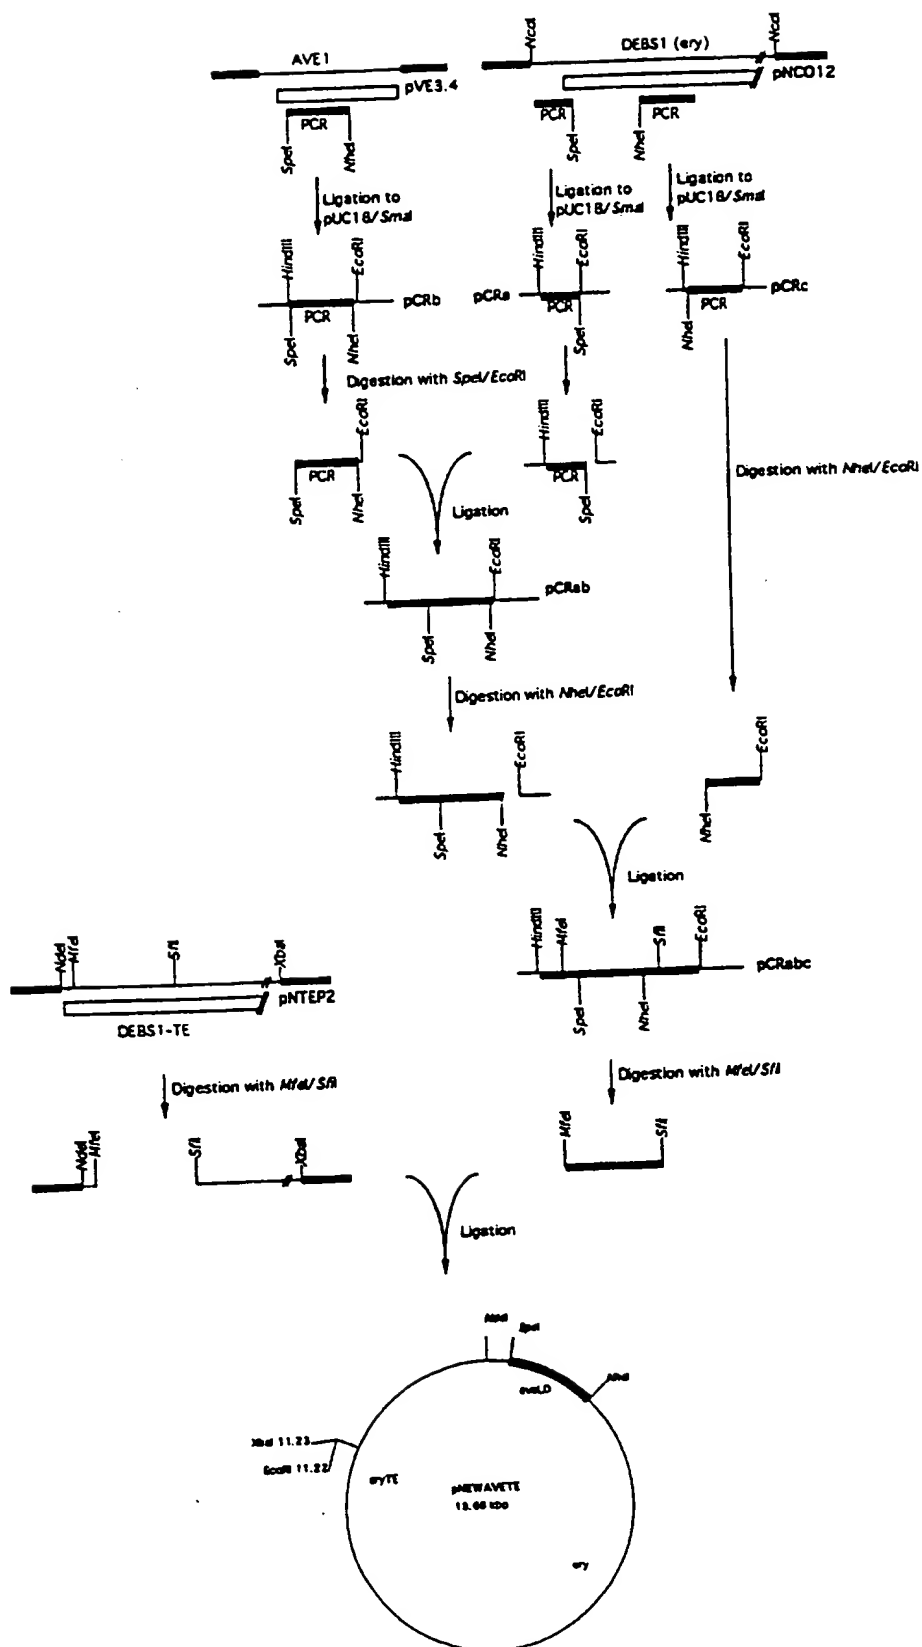 AVE1
pVE3.4
PCR
SpeI
NheI
NcoI
DEBS1 (ery)
NcoI
pNCO12
PCR
SpeI
PCR
NheI
Ligation to
pUC18/SmaI
Ligation to
pUC18/SmaI
Ligation to
pUC18/SmaI
HindIII
EcoRI
pCRb
PCR
SpeI
NheI
HindIII
EcoRI
pCRa
PCR
SpeI
HindIII
EcoRI
pCRc
PCR
NheI
Digestion with SpeI/EcoRI
EcoRI
PCR
SpeI
NheI
HindIII
EcoRI
PCR
SpeI
Digestion with NheI/EcoRI
Ligation
HindIII
EcoRI
pCRab
SpeI
NheI
Digestion with NheI/EcoRI
HindIII
EcoRI
SpeI
NheI
EcoRI
NheI
Ligation
HindIII
MfeI
SfiI
EcoRI
pCRabc
SpeI
NheI
NdeI
MfeI
SfiI
XbaI
pNTEP2
DEBS1-TE
Digestion with MfeI/SfiI
Digestion with MfeI/SfiI
NdeI
MfeI
SfiI
XbaI
MfeI
SfiI
Ligation
SpeI
NheI
aveLD
XbaI 11.23
EcoRI 11.22
eryTE
pNEWAVETE
13.66 kbp
ery